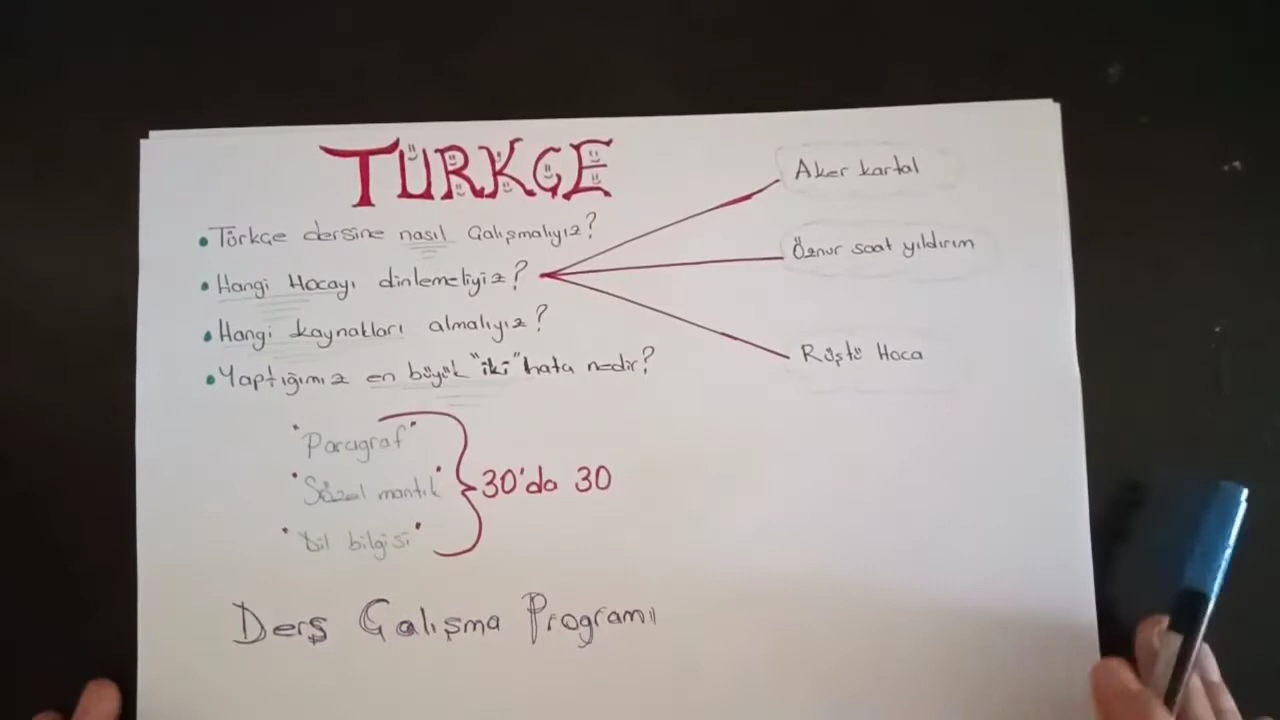 TÜRKÇE
• Türkçe dersine nasıl Çalışmalıyız?
• Hangi Hocayı dinlemeliyiz?
Aker kartal
Öznur saat yıldırım
Rüştü Hoca
• Hangi kaynakları almalıyız?
• Yaptığımız en büyük "iki" hata nedir?
"Paragraf"
"Sözel mantık"
"Dil bilgisi"
30'da 30
Ders Çalışma Programı